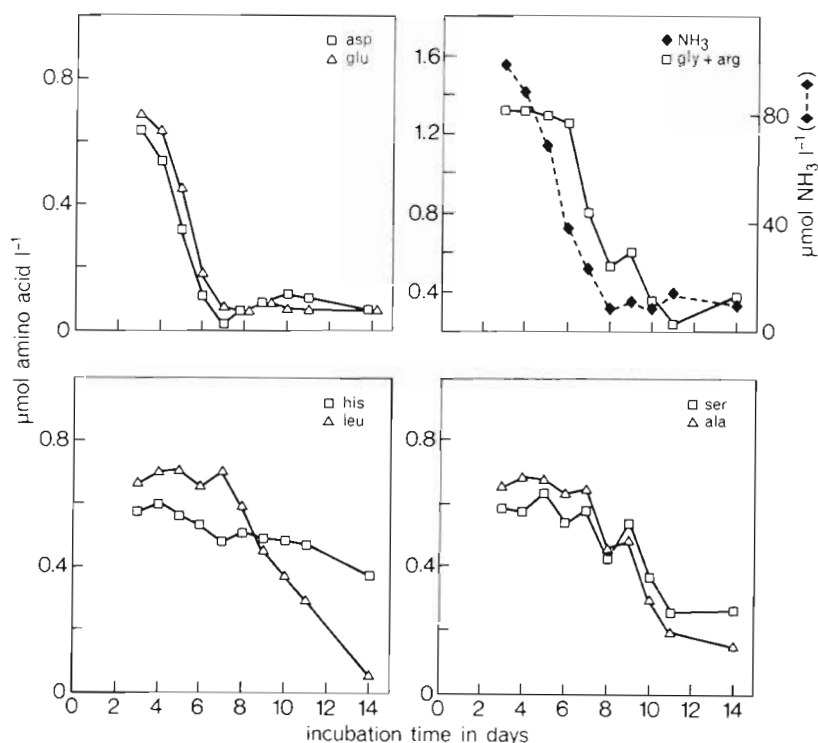 asp
glu
0.8
0.4
0
NH₃
gly + arg
1.6
1.2
0.8
0.4
80
40
0
µmol NH₃ l⁻¹ (◆---◆)
µmol amino acid l⁻¹
his
leu
0.8
0.4
0
0 2 4 6 8 10 12 14
ser
ala
0.8
0.4
0
0 2 4 6 8 10 12 14
incubation time in days